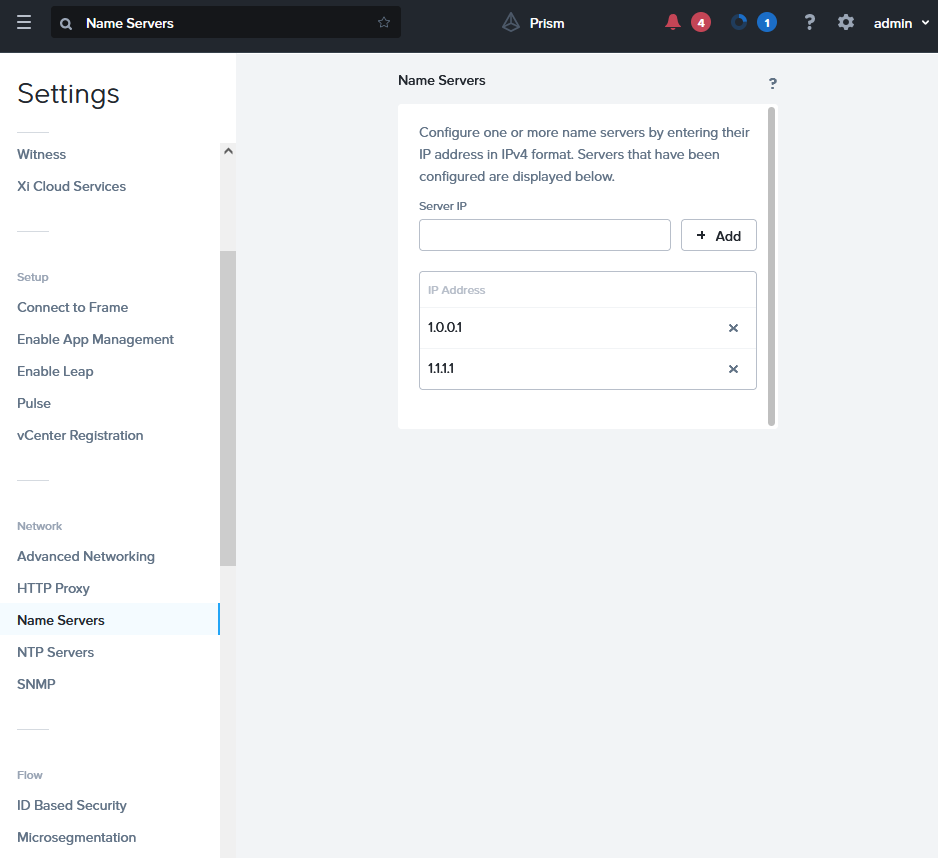 Name Servers
Prism
4
1
?
admin
Settings
Witness
Xi Cloud Services
Setup
Connect to Frame
Enable App Management
Enable Leap
Pulse
vCenter Registration
Network
Advanced Networking
HTTP Proxy
Name Servers
NTP Servers
SNMP
Flow
ID Based Security
Microsegmentation
Name Servers
?
Configure one or more name servers by entering their
IP address in IPv4 format. Servers that have been
configured are displayed below.
Server IP
+ Add
IP Address
1.0.0.1
1.1.1.1